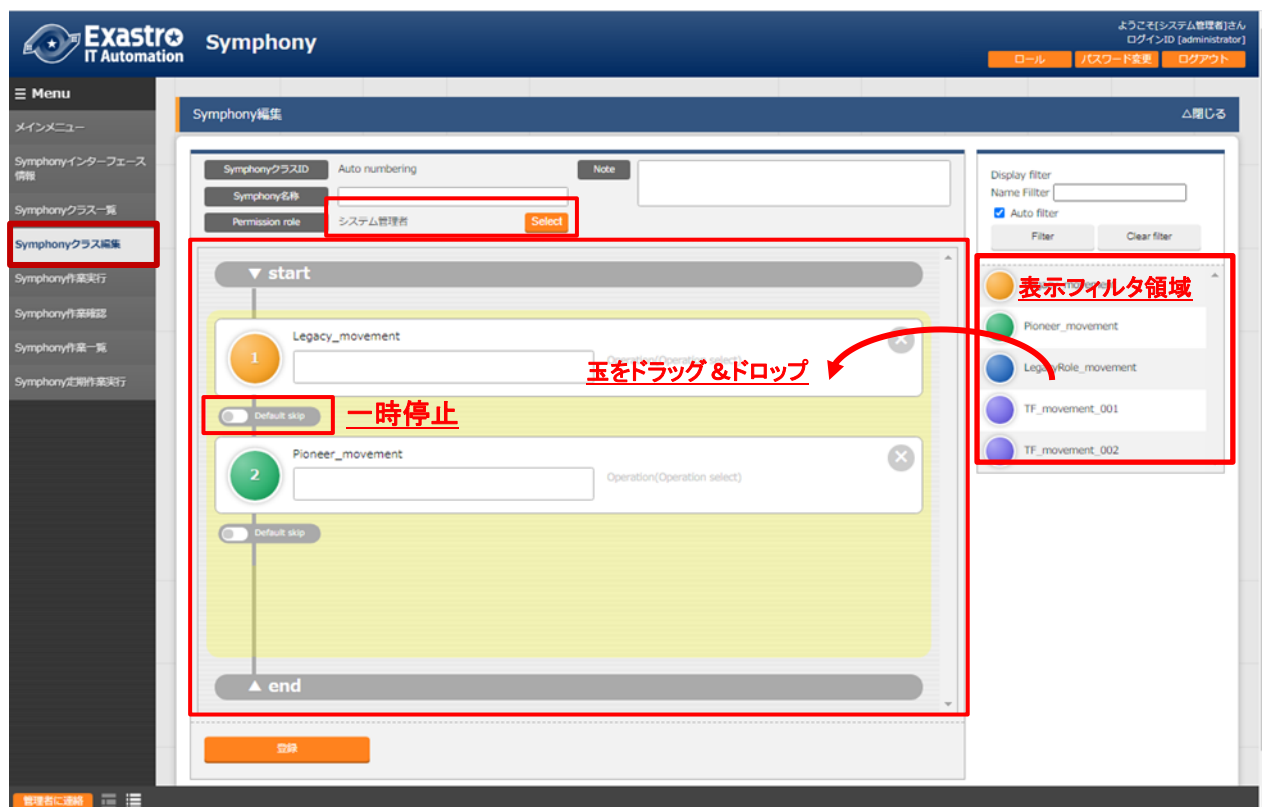 Exastro
IT Automation
Symphony
ようこそ[システム管理者]さん
ログインID [administrator]
ロール
パスワード変更
ログアウト
☰ Menu
メインメニュー
Symphonyインターフェース
情報
Symphonyクラス一覧
Symphonyクラス編集
Symphony作業実行
Symphony作業確認
Symphony作業一覧
Symphony定期作業実行
Symphony編集
△閉じる
SymphonyクラスID
Auto numbering
Note
Symphony名称
Permission role
システム管理者
Select
▼ start
1
Legacy_movement
Operation(Operation select)
玉をドラッグ&ドロップ
Default skip
一時停止
2
Pioneer_movement
Operation(Operation select)
Default skip
▲ end
登録
Display filter
Name Fillter
Auto filter
Filter
Clear filter
表示フィルタ領域
Pioneer_movement
LegacyRole_movement
TF_movement_001
TF_movement_002
管理者に連絡